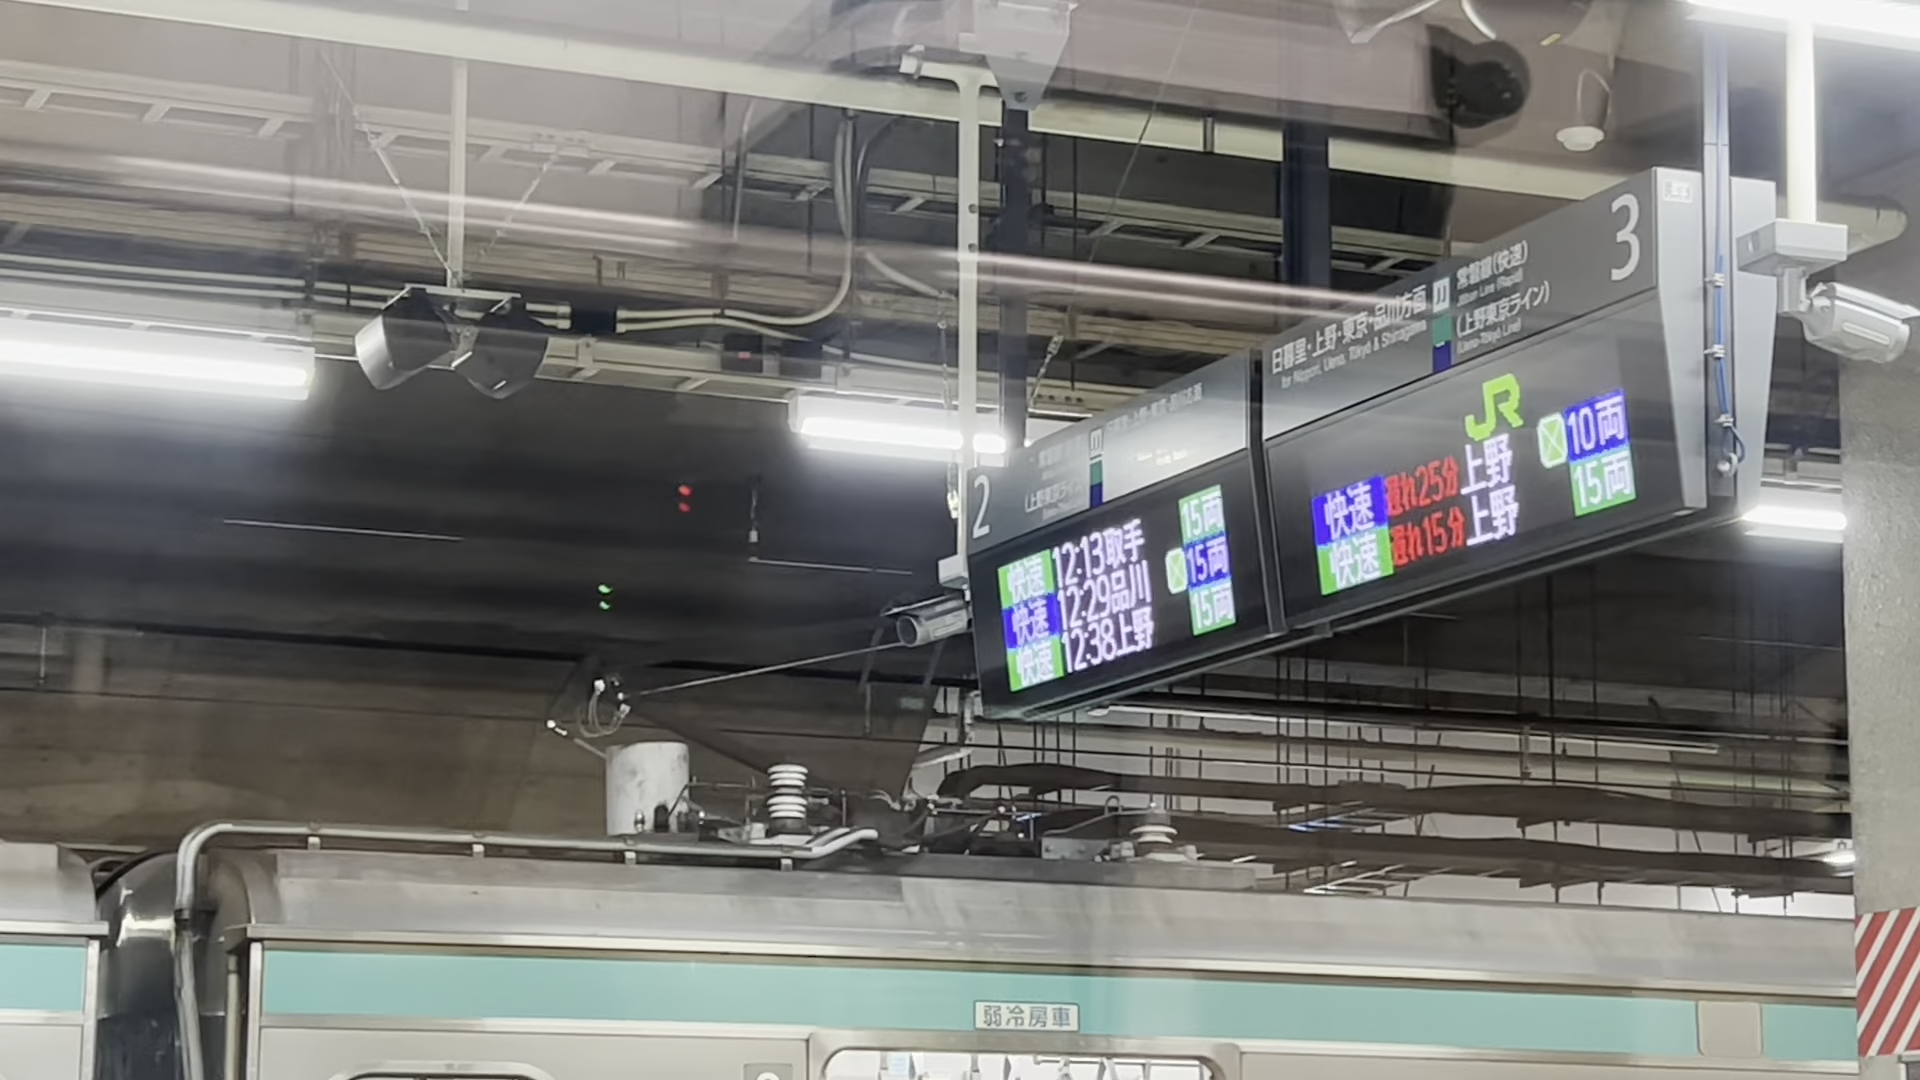 2
快速 12:13 取手 15両
快速 12:29 品川 15両
快速 12:38 上野 15両
3
日暮里・上野・東京・品川方面
for Nippori, Ueno, Tōkyō & Shinagawa
JJ
常磐線(快速)
Jōban Line (Rapid)
(上野東京ライン)
(Ueno-Tokyo Line)
JR
快速 遅れ25分 上野 10両
快速 遅れ15分 上野 15両
弱冷房車